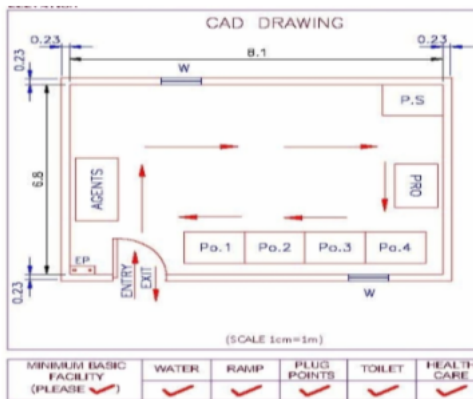 CAD DRAWING
0.23
0.23
8.1
W
0.23
P.S
6.8
AGENTS
PRO
Po.1
Po.2
Po.3
Po.4
EP
ENTRY
EXIT
0.23
W
(SCALE 1cm=1m)
MINIMUM BASIC FACILITY (PLEASE ✓)
WATER
RAMP
PLUG POINTS
TOILET
HEALTH CARE
✓ ✓ ✓ ✓ ✓